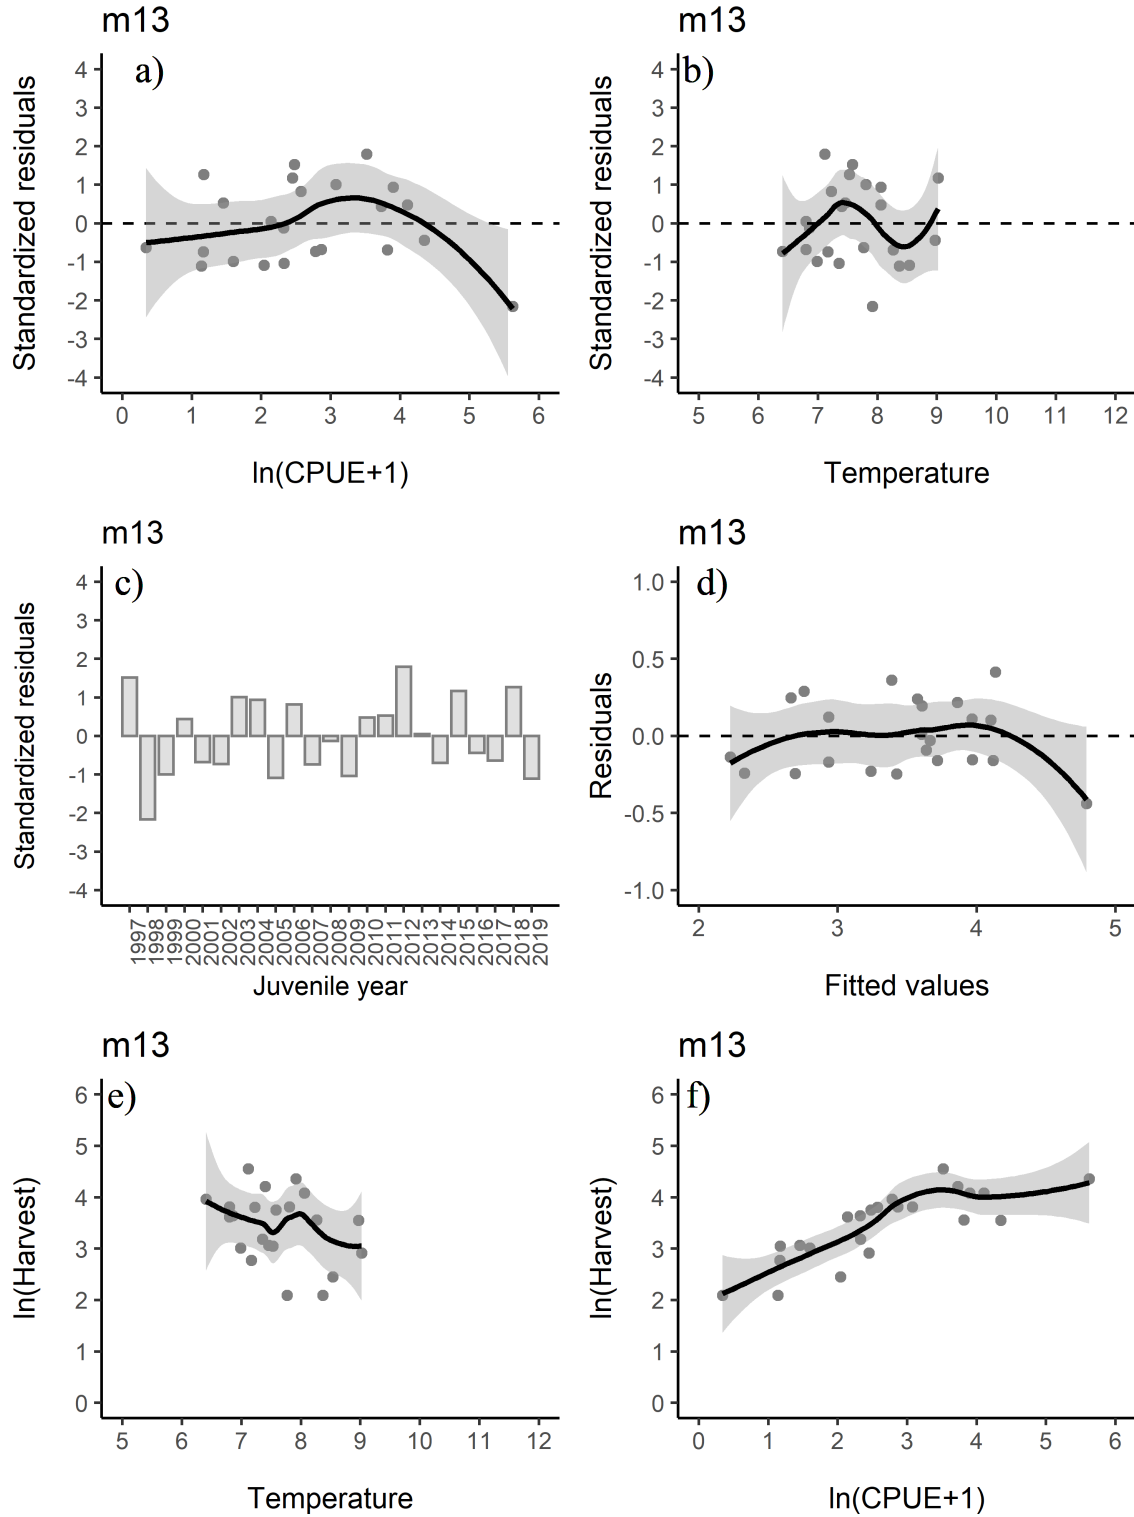 m13
a)
Standardized residuals
4
3
2
1
0
-1
-2
-3
-4
0 1 2 3 4 5 6
ln(CPUE+1)
m13
b)
Standardized residuals
4
3
2
1
0
-1
-2
-3
-4
5 6 7 8 9 10 11 12
Temperature
m13
c)
Standardized residuals
4
3
2
1
0
-1
-2
-3
-4
1997 1998 1999 2000 2001 2002 2003 2004 2005 2006 2007 2008 2009 2010 2011 2012 2013 2014 2015 2016 2017 2018 2019
Juvenile year
m13
d)
Residuals
1.0
0.5
0.0
-0.5
-1.0
2 3 4 5
Fitted values
m13
e)
ln(Harvest)
6
5
4
3
2
1
0
5 6 7 8 9 10 11 12
Temperature
m13
f)
ln(Harvest)
6
5
4
3
2
1
0
0 1 2 3 4 5 6
ln(CPUE+1)